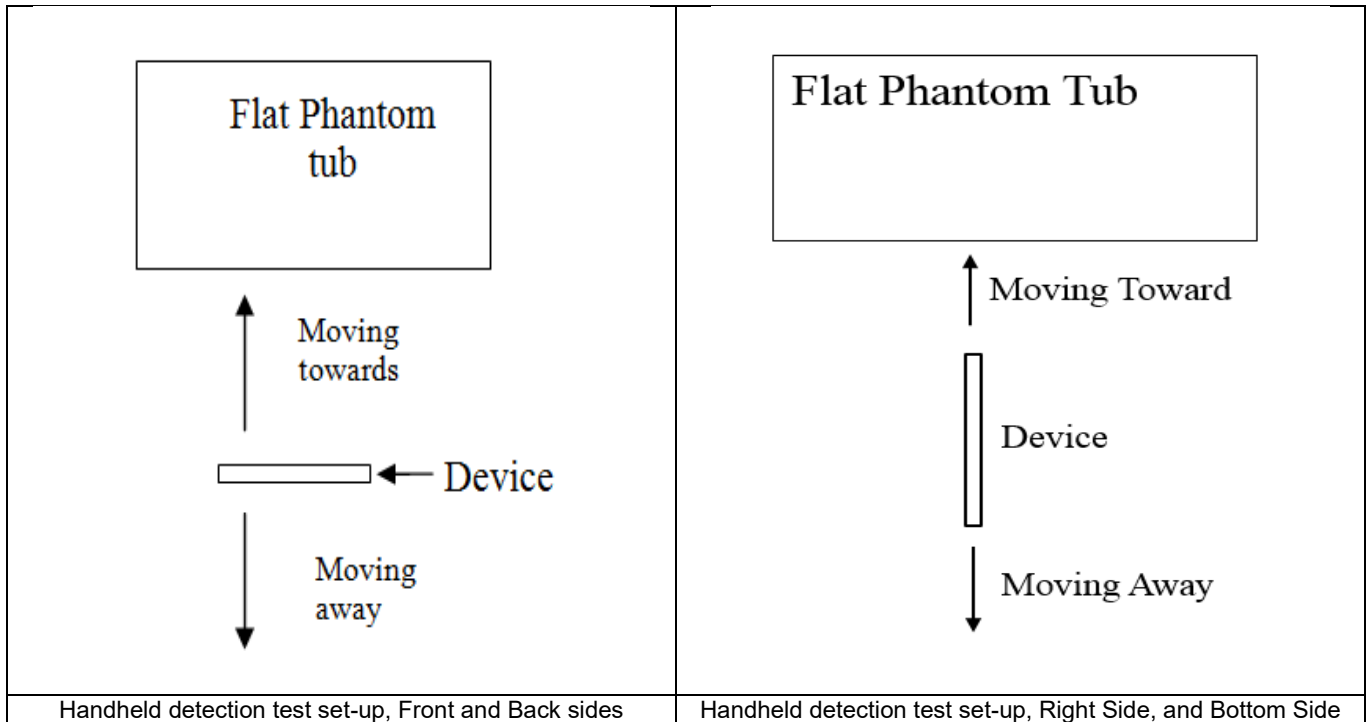 Flat Phantom
tub
Moving
towards
Device
Moving
away
Handheld detection test set-up, Front and Back sides
Flat Phantom Tub
Moving Toward
Device
Moving Away
Handheld detection test set-up, Right Side, and Bottom Side